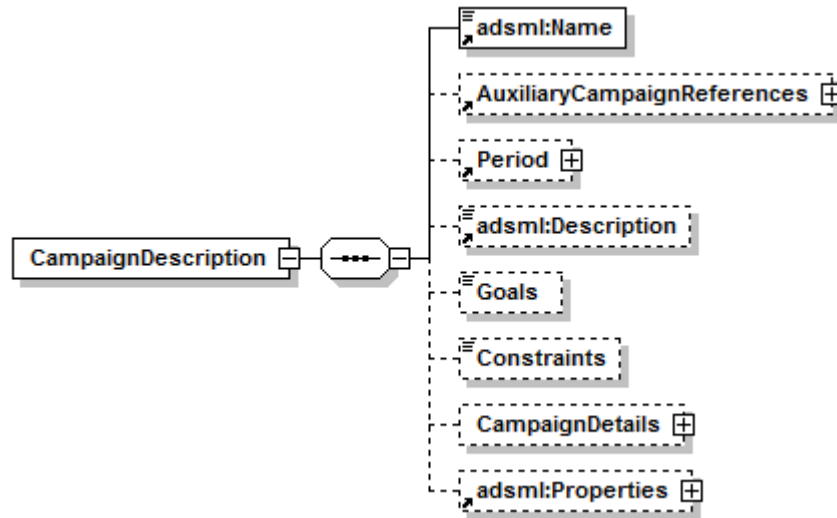 adsml:Name
AuxiliaryCampaignReferences
Period
CampaignDescription
adsml:Description
Goals
Constraints
CampaignDetails
adsml:Properties